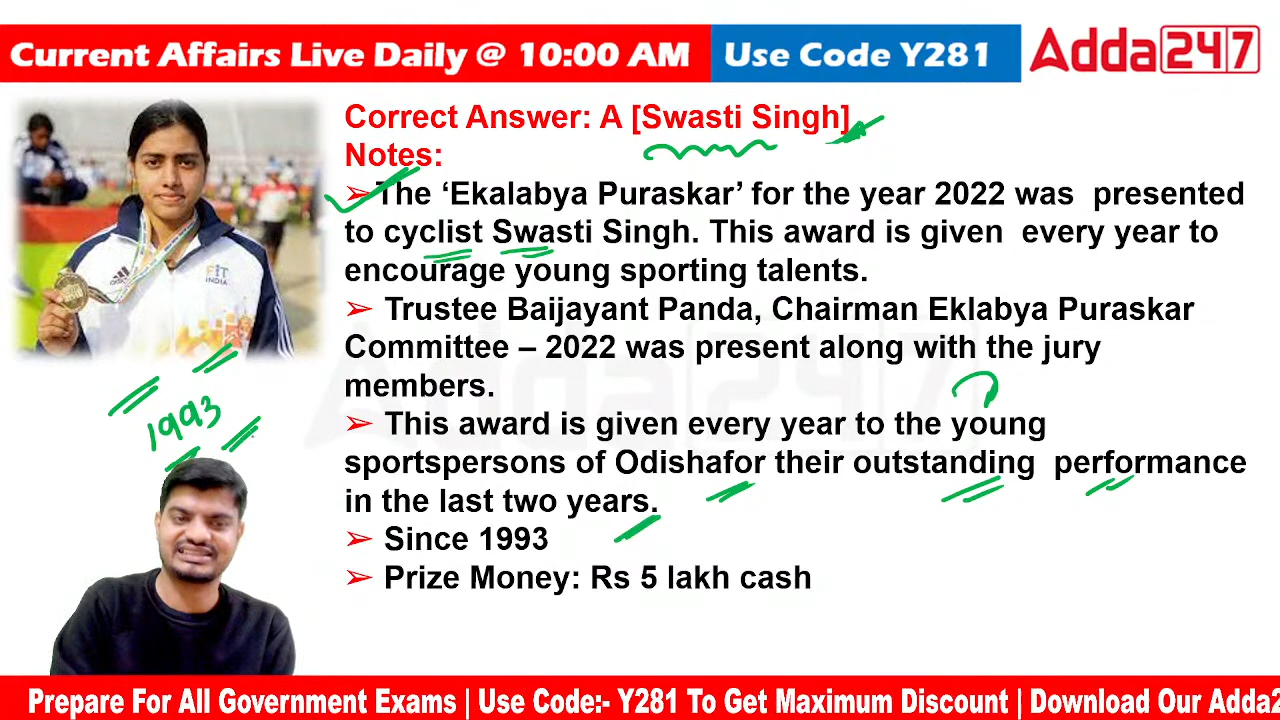 Current Affairs Live Daily @ 10:00 AM
Use Code Y281
Adda247
Correct Answer: A [Swasti Singh]
Notes:
➢The ‘Ekalabya Puraskar’ for the year 2022 was presented
to cyclist Swasti Singh. This award is given every year to
encourage young sporting talents.
➢ Trustee Baijayant Panda, Chairman Eklabya Puraskar
Committee – 2022 was present along with the jury
members.
➢ This award is given every year to the young
sportspersons of Odishafor their outstanding performance
in the last two years.
➢ Since 1993
➢ Prize Money: Rs 5 lakh cash
FIT
INDIA
adidas
1993
Adda247
Prepare For All Government Exams | Use Code:- Y281 To Get Maximum Discount | Download Our Adda2